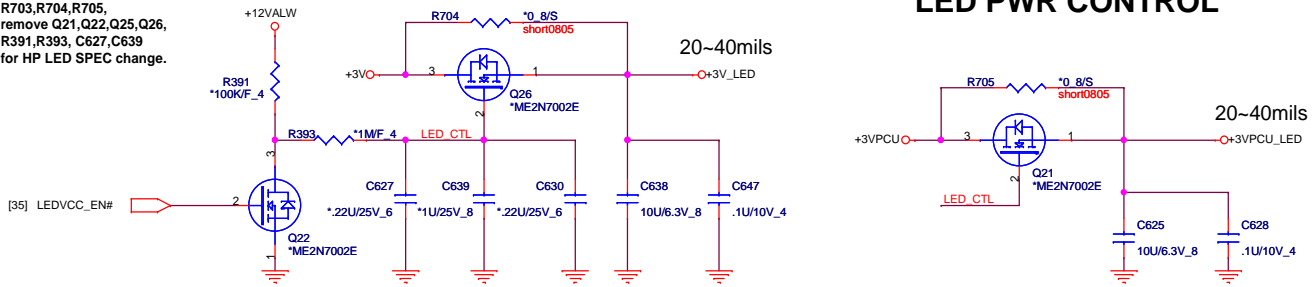 R703,R704,R705,
remove Q21,Q22,Q25,Q26,
R391,R393, C627,C639
for HP LED SPEC change.
LED PWR CONTROL
+12VALW
R391
*100K/F_4
R704
*0_8/S
short0805
+3V
3
1
Q26
*ME2N7002E
2
20~40mils
+3V_LED
R393
*1M/F_4
LED_CTL
C627
*.22U/25V_6
C639
*1U/25V_8
C630
*.22U/25V_6
C638
10U/6.3V_8
C647
.1U/10V_4
[35] LEDVCC_EN#
2
3
1
Q22
*ME2N7002E
R705
*0_8/S
short0805
+3VPCU
3
1
Q21
*ME2N7002E
2
LED_CTL
20~40mils
+3VPCU_LED
C625
10U/6.3V_8
C628
.1U/10V_4